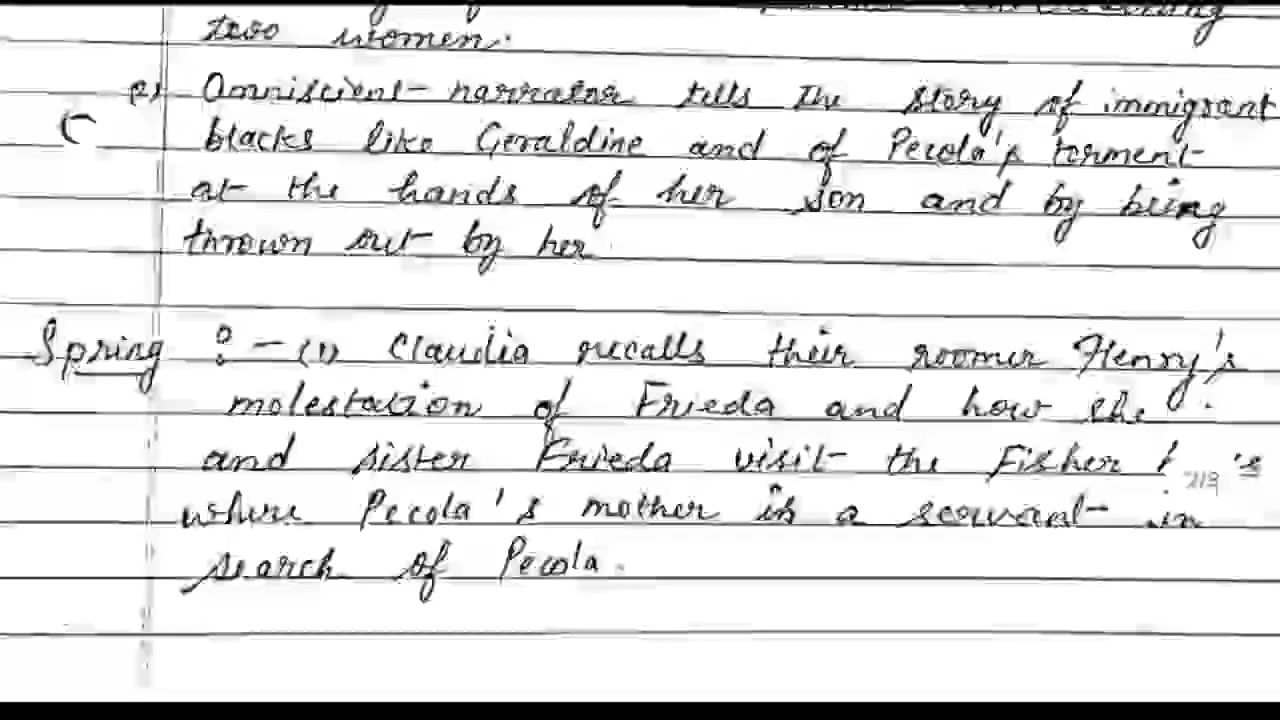 two women.
Omniscient narrator tells the story of immigrant
blacks like Geraldine and of Pecola's torment
at the hands of her son and by being
thrown out by her
Spring :- (1) Claudia recalls their roomer Henry's
molestation of Frieda and how she
and sister Frieda visit the Fisher's
where Pecola's mother is a servant in
search of Pecola.